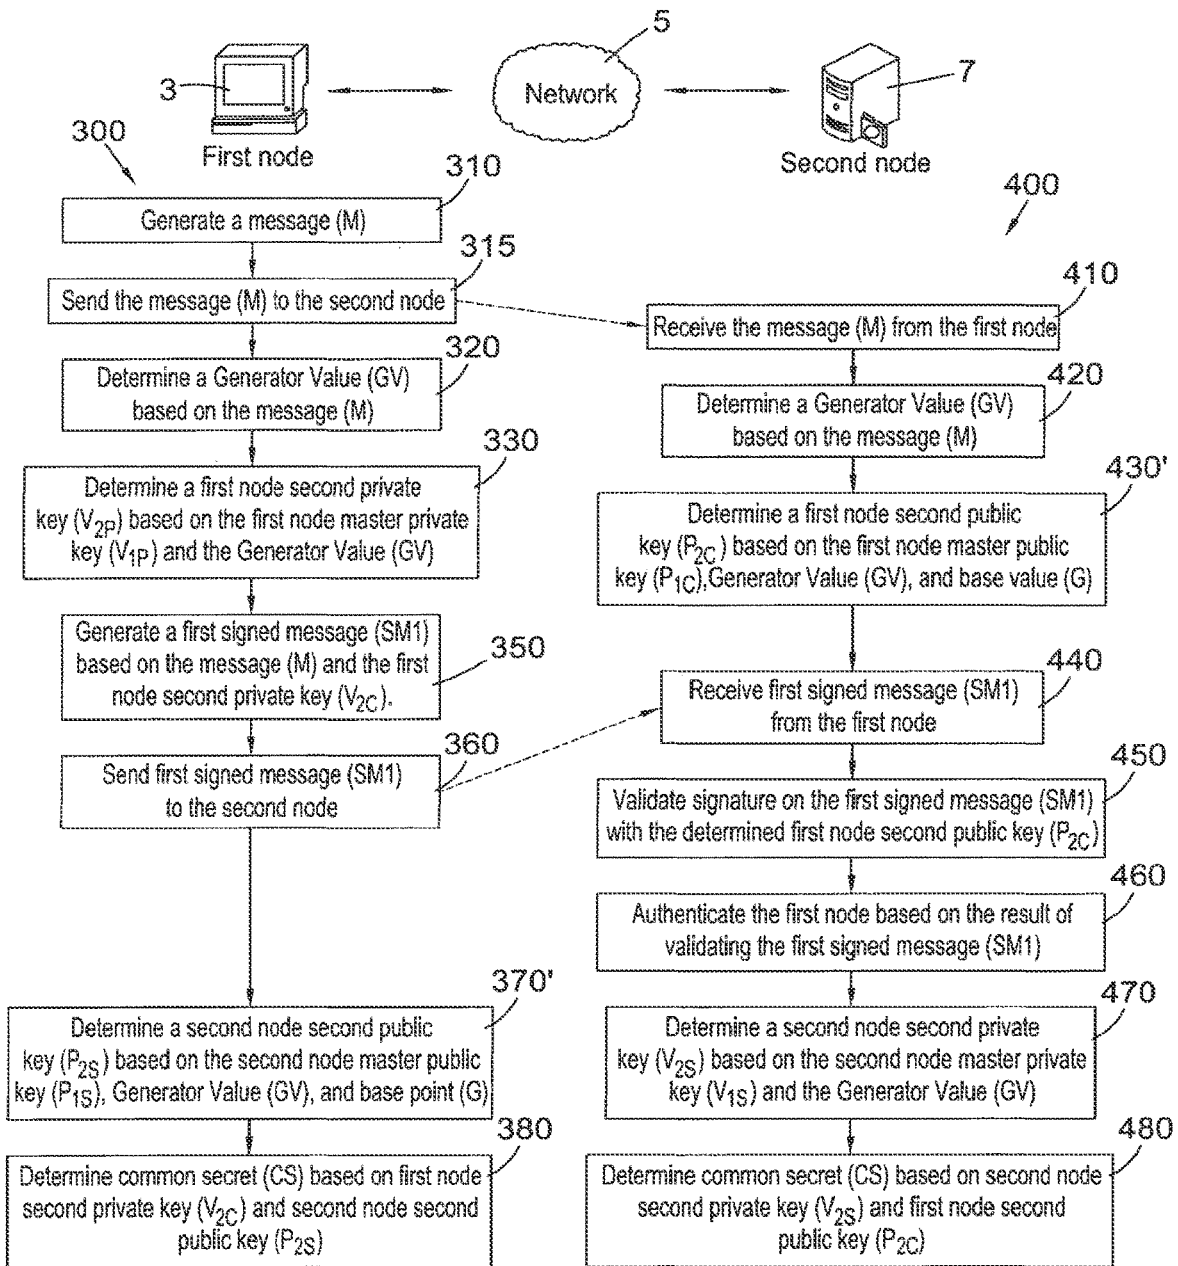 5
3
Network
7
First node
Second node
300
400
310
Generate a message (M)
315
Send the message (M) to the second node
410
Receive the message (M) from the first node
320
Determine a Generator Value (GV)
based on the message (M)
420
Determine a Generator Value (GV)
based on the message (M)
330
Determine a first node second private
key (V2P) based on the first node master private
key (V1P) and the Generator Value (GV)
430'
Determine a first node second public
key (P2C) based on the first node master public
key (P1C),Generator Value (GV), and base value (G)
350
Generate a first signed message (SM1)
based on the message (M) and the first
node second private key (V2C).
440
Receive first signed message (SM1)
from the first node
360
Send first signed message (SM1)
to the second node
450
Validate signature on the first signed message (SM1)
with the determined first node second public key (P2C)
460
Authenticate the first node based on the result of
validating the first signed message (SM1)
370'
Determine a second node second public
key (P2S) based on the second node master public
key (P1S), Generator Value (GV), and base point (G)
470
Determine a second node second private
key (V2S) based on the second node master private
key (V1S) and the Generator Value (GV)
380
Determine common secret (CS) based on first node
second private key (V2C) and second node second
public key (P2S)
480
Determine common secret (CS) based on second node
second private key (V2S) and first node second
public key (P2C)